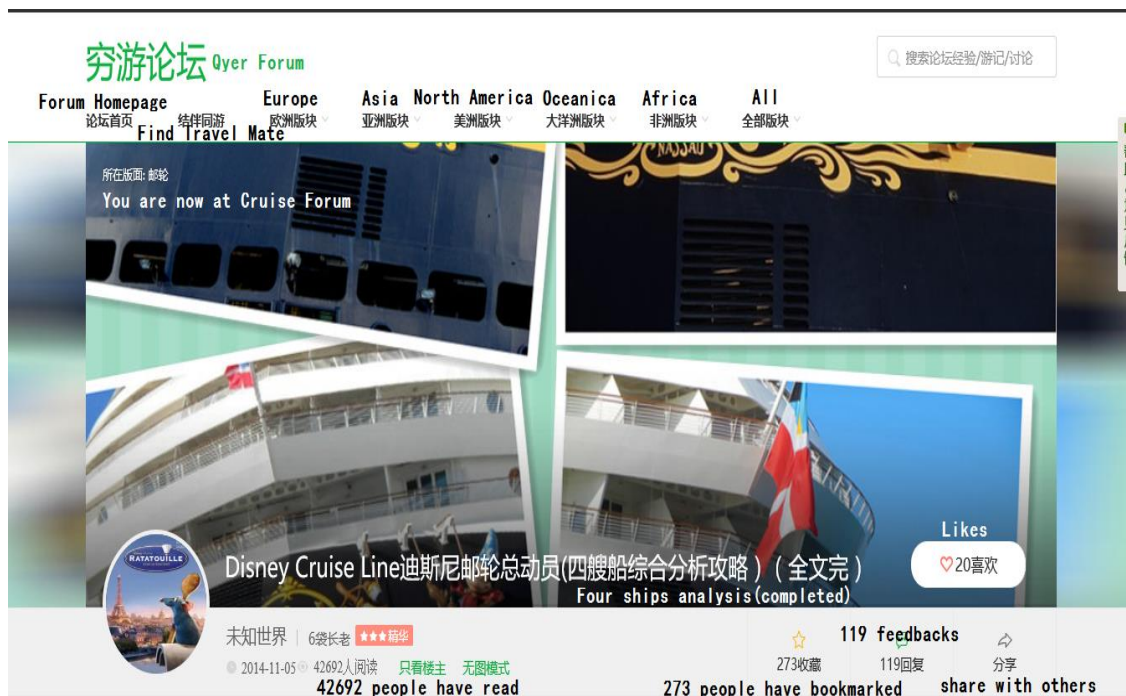 穷游论坛 Qyer Forum
搜索论坛经验/游记/讨论
Forum Homepage Europe Asia North America Oceanica Africa All
论坛首页 结伴同游 欧洲版块 亚洲版块 美洲版块 大洋洲版块 非洲版块 全部版块
Find Travel Mate
所在版面: 邮轮
You are now at Cruise Forum
NASSAU
Likes
RATATOUILLE
Disney Cruise Line迪斯尼邮轮总动员(四艘船综合分析攻略)(全文完)
20喜欢
Four ships analysis(completed)
未知世界 | 6袋长老 ★★★精华
119 feedbacks
2014-11-05 42692人阅读 只看楼主 无图模式
273收藏 119回复 分享
42692 people have read
273 people have bookmarked
share with others